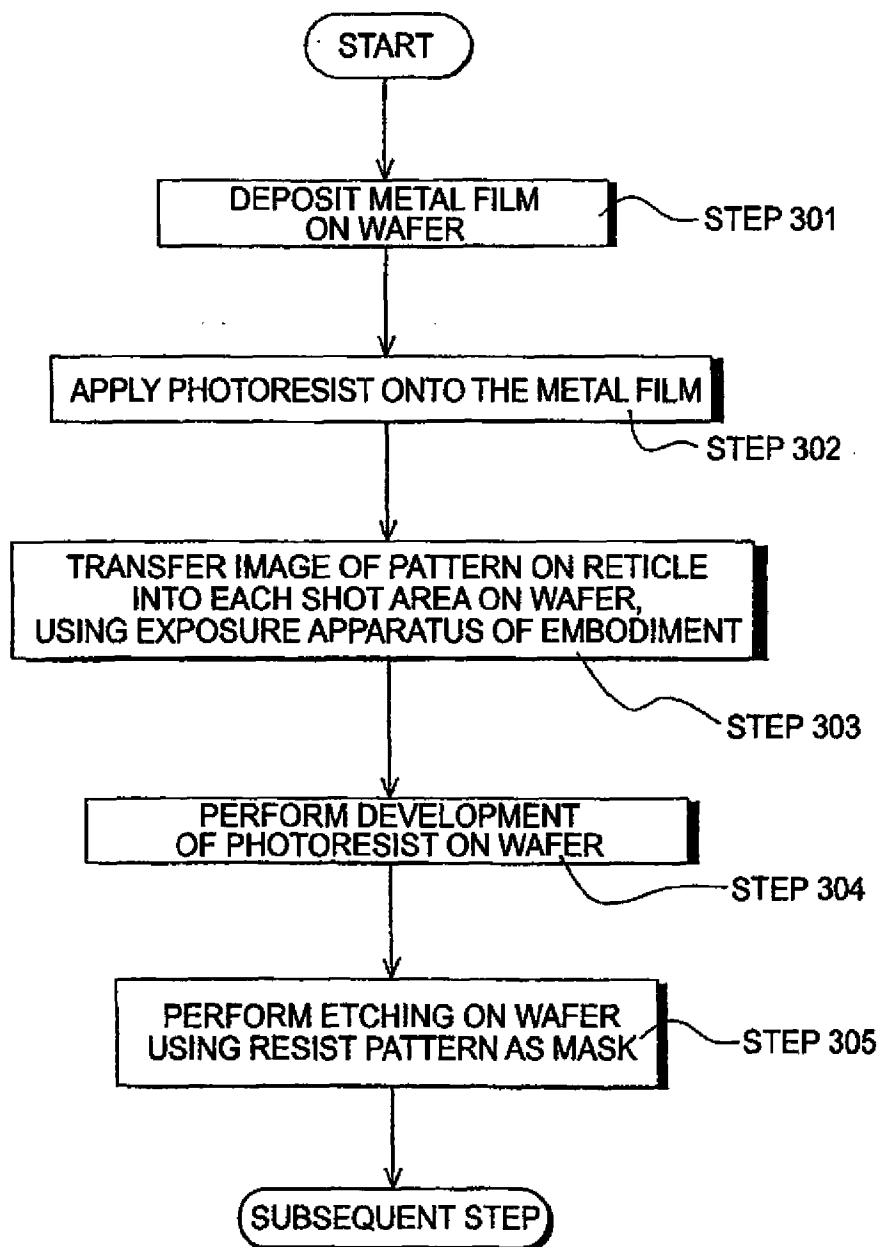 START
DEPOSIT METAL FILM
ON WAFER
STEP 301
APPLY PHOTORESIST ONTO THE METAL FILM
STEP 302
TRANSFER IMAGE OF PATTERN ON RETICLE
INTO EACH SHOT AREA ON WAFER,
USING EXPOSURE APPARATUS OF EMBODIMENT
STEP 303
PERFORM DEVELOPMENT
OF PHOTORESIST ON WAFER
STEP 304
PERFORM ETCHING ON WAFER
USING RESIST PATTERN AS MASK
STEP 305
SUBSEQUENT STEP